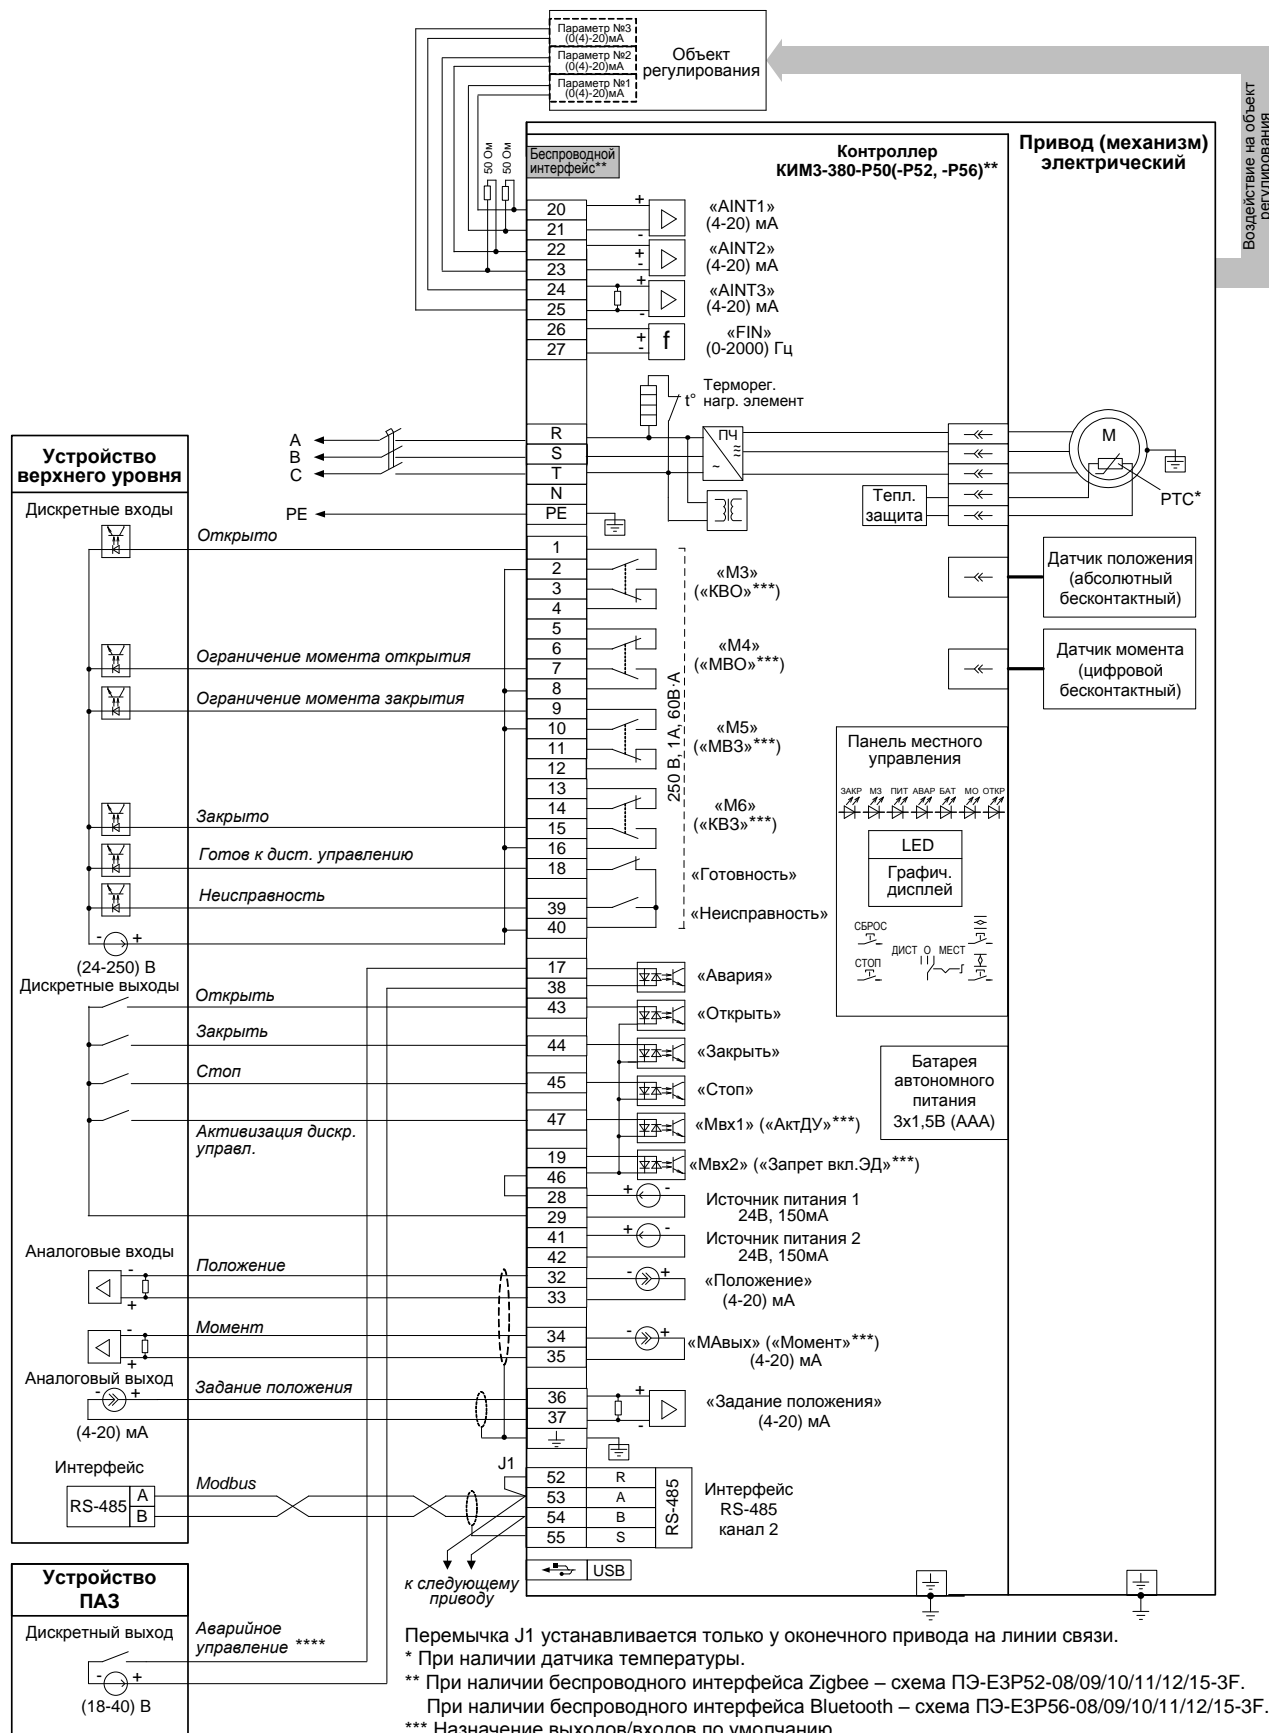 Параметр №3
(0(4)-20)мА
Параметр №2
(0(4)-20)мА
Параметр №1
(0(4)-20)мА
Объект
регулирования
Воздействие на объект
регулирования
50 Ом
50 Ом
Беспроводной
интерфейс**
Контроллер
КИМ3-380-Р50(-Р52, -Р56)**
Привод (механизм)
электрический
20
+
«AINT1»
21
-
(4-20) мА
22
+
«AINT2»
23
-
(4-20) мА
24
+
«AINT3»
25
-
(4-20) мА
26
+
f
«FIN»
27
-
(0-2000) Гц
t°
Терморег.
нагр. элемент
A
R
B
S
C
T
N
PE
PE
ПЧ
≈
~
Тепл.
защита
М
РТС*
Устройство
верхнего уровня
Дискретные входы
Открыто
1
2
3
4
«М3»
(«КВО»***)
Датчик положения
(абсолютный
бесконтактный)
5
6
7
8
Ограничение момента открытия
«М4»
(«МВО»***)
Датчик момента
(цифровой
бесконтактный)
Ограничение момента закрытия
9
10
11
12
«М5»
(«МВЗ»***)
250 В, 1А, 60В·А
13
14
15
16
Закрыто
«М6»
(«КВЗ»***)
Готов к дист. управлению
18
«Готовность»
Неисправность
39
40
«Неисправность»
- +
(24-250) В
Панель местного
управления
ЗАКР МЗ ПИТ АВАР БАТ МО ОТКР
LED
Графич.
дисплей
СБРОС
СТОП
ДИСТ О МЕСТ
Дискретные выходы
17
38
«Авария»
Открыть
43
«Открыть»
Закрыть
44
«Закрыть»
Стоп
45
«Стоп»
Активизация дискр.
управл.
47
«Мвх1» («АктДУ»***)
19
«Мвх2» («Запрет вкл.ЭД»***)
46
28
29
+ -
Источник питания 1
24В, 150мА
41
42
+ -
Источник питания 2
24В, 150мА
Батарея
автономного
питания
3х1,5В (ААА)
Аналоговые входы
-
+
Положение
32
33
- +
«Положение»
(4-20) мА
-
+
Момент
34
35
- +
«МАвых» («Момент»***)
(4-20) мА
Аналоговый выход
- +
(4-20) мА
Задание положения
36
37
+
-
«Задание положения»
(4-20) мА
Интерфейс
RS-485
A
B
Modbus
J1
52 R
53 A
54 B
55 S
RS-485
Интерфейс
RS-485
канал 2
USB
к следующему
приводу
Устройство
ПАЗ
Дискретный выход
- +
(18-40) В
Аварийное
управление ****
Перемычка J1 устанавливается только у оконечного привода на линии связи.
* При наличии датчика температуры.
** При наличии беспроводного интерфейса Zigbee – схема ПЭ-Е3Р52-08/09/10/11/12/15-3F.
При наличии беспроводного интерфейса Bluetooth – схема ПЭ-Е3Р56-08/09/10/11/12/15-3F.
*** Назначение выходов/входов по умолчанию